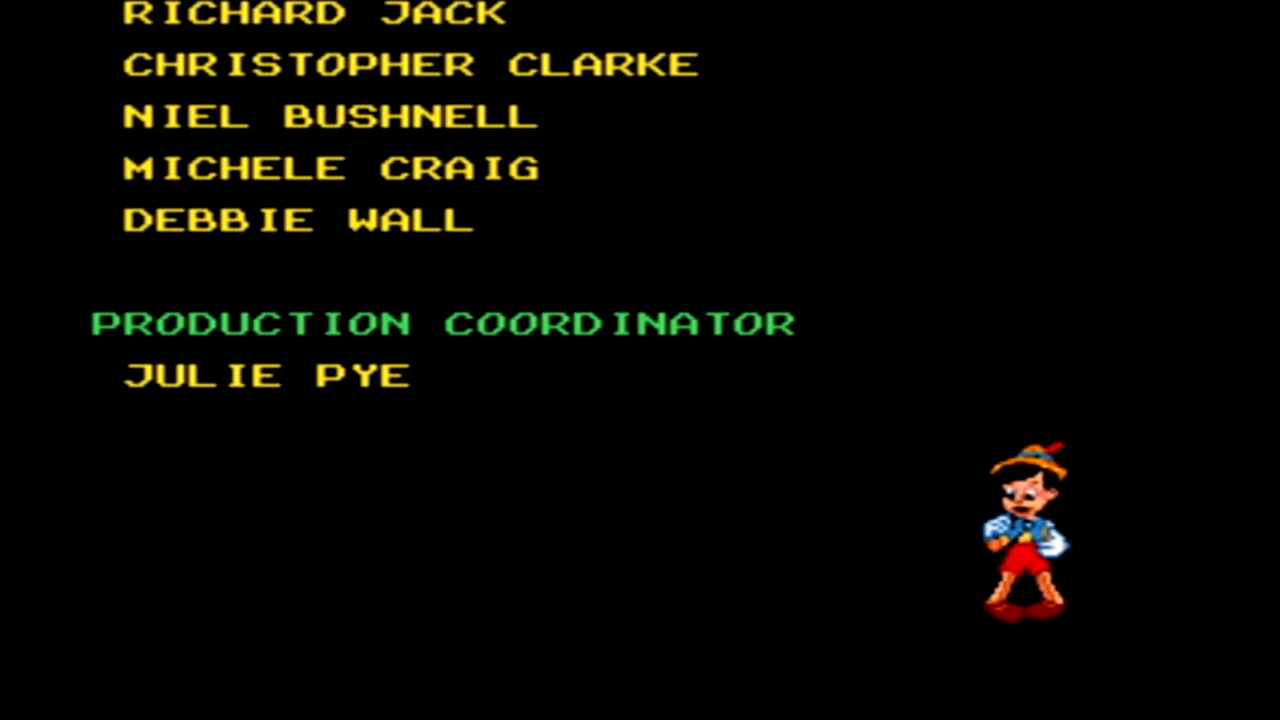 RICHARD JACK
CHRISTOPHER CLARKE
NIEL BUSHNELL
MICHELE CRAIG
DEBBIE WALL
PRODUCTION COORDINATOR
JULIE PYE